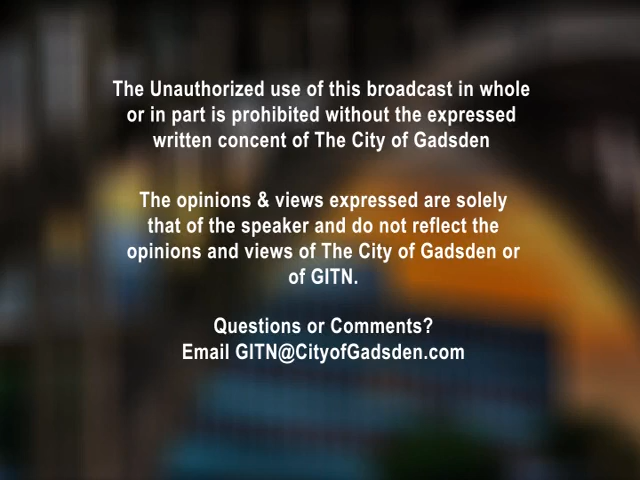 The Unauthorized use of this broadcast in whole
or in part is prohibited without the expressed
written concent of The City of Gadsden
The opinions & views expressed are solely
that of the speaker and do not reflect the
opinions and views of The City of Gadsden or
of GITN.
Questions or Comments?
Email GITN@CityofGadsden.com